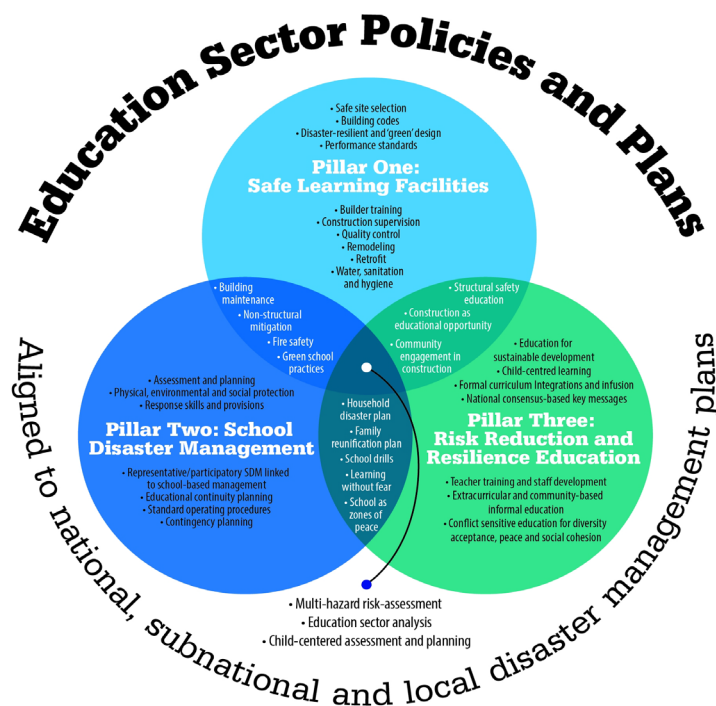 Education Sector Policies and Plans
• Safe site selection
• Building codes
• Disaster-resilient and ‘green’ design
• Performance standards
Pillar One:
Safe Learning Facilities
• Builder training
• Construction supervision
• Quality control
• Remodeling
• Retrofit
• Water, sanitation
and hygiene
• Building
maintenance
• Non-structural
mitigation
• Fire safety
• Green school
practices
• Structural safety
education
• Construction as
educational opportunity
• Community
engagement in
construction
• Assessment and planning
• Physical, environmental and social protection
• Response skills and provisions
Pillar Two: School
Disaster Management
• Representative/participatory SDM linked
to school-based management
• Educational continuity planning
• Standard operating procedures
• Contingency planning
• Household
disaster plan
• Family
reunification plan
• School drills
• Learning
without fear
• School as
zones of
peace
• Education for
sustainable development
• Child-centred learning
• Formal curriculum Integrations and infusion
• National consensus-based key messages
Pillar Three:
Risk Reduction and
Resilience Education
• Teacher training and staff development
• Extracurricular and community-based
informal education
• Conflict sensitive education for diversity
acceptance, peace and social cohesion
• Multi-hazard risk-assessment
• Education sector analysis
• Child-centered assessment and planning
Aligned to national, subnational and local disaster management plans